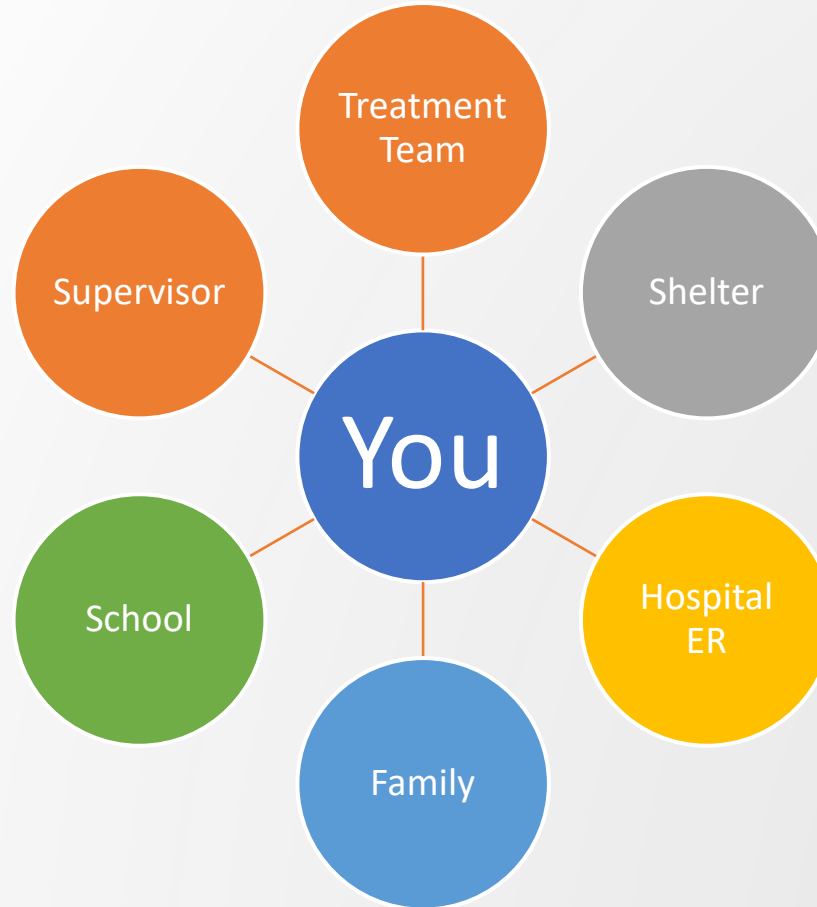 Treatment
Team
Supervisor
Shelter
You
School
Hospital
ER
Family